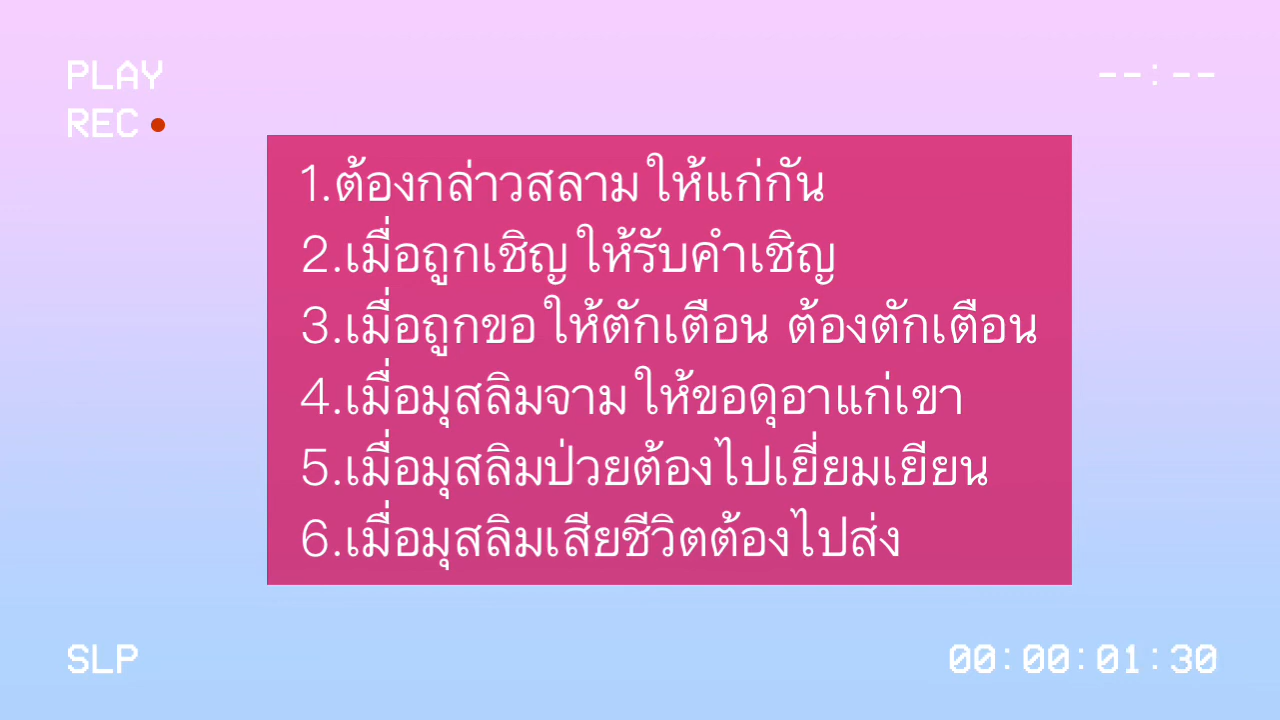 PLAY
--:--
REC
1.ต้องกล่าวสลาม ให้แก่กัน
2.เมื่อถูกเชิญ ให้รับคำเชิญ
3.เมื่อถูกขอ ให้ตักเตือน ต้องตักเตือน
4.เมื่อมุสลิมจาม ให้ขอดุอาแก่เขา
5.เมื่อมุสลิมป่วยต้องไปเยี่ยมเยียน
6.เมื่อมุสลิมเสียชีวิตต้องไปส่ง
SLP
00:00:01:30